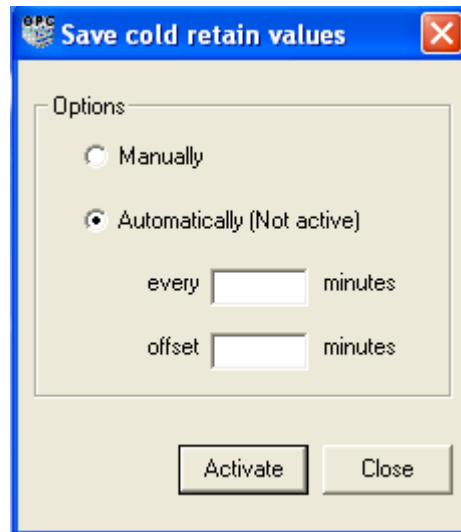 OPC
Save cold retain values
Options
Manually
Automatically (Not active)
every minutes
offset minutes
Activate Close